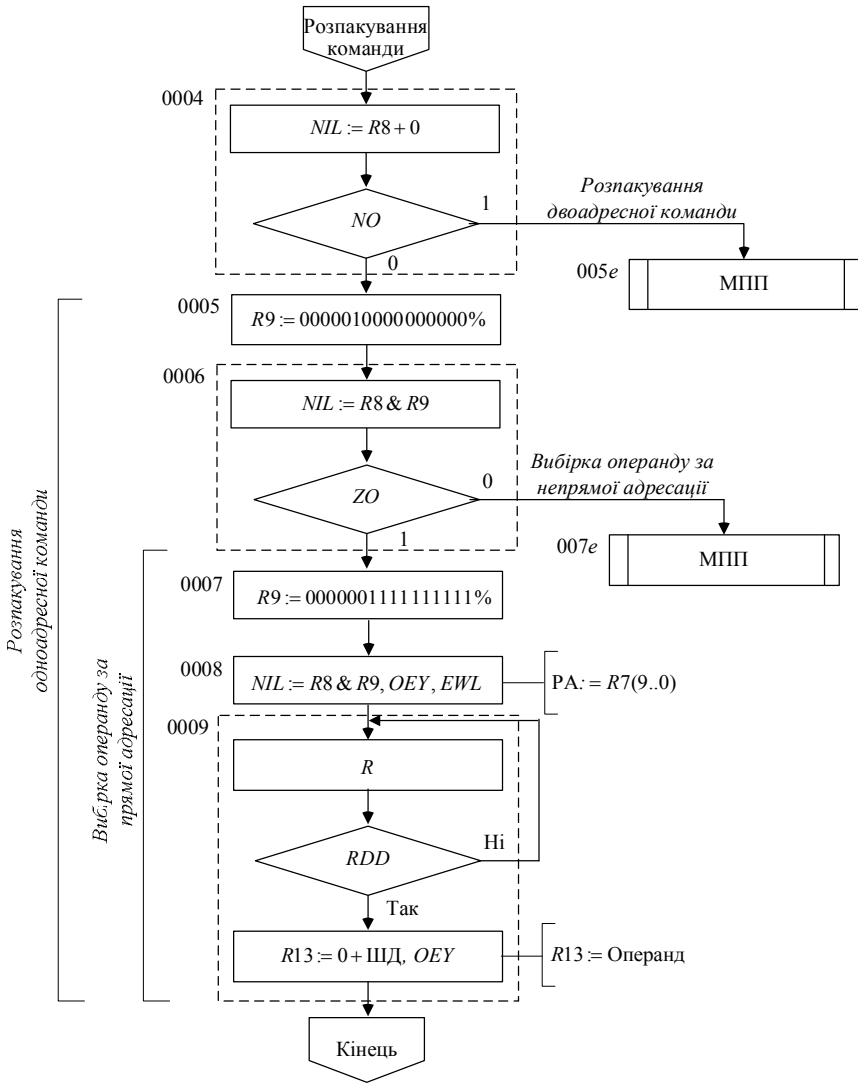 Розпакування
команди
0004
NIL := R8 + 0
NO
1
0
Розпакування
двоадресної команди
005e
МПП
0005
R9 := 0000010000000000%
0006
NIL := R8 & R9
ZO
0
1
Вибірка операнду за
непрямої адресації
007e
МПП
0007
R9 := 0000001111111111%
0008
NIL := R8 & R9, OEY, EWL
РА: = R7(9..0)
0009
R
RDD
Ні
Так
R13 := 0 + ШД, OEY
R13 := Операнд
Кінець
Розпакування
одноадресної команди
Вибірка операнду за
прямої адресації